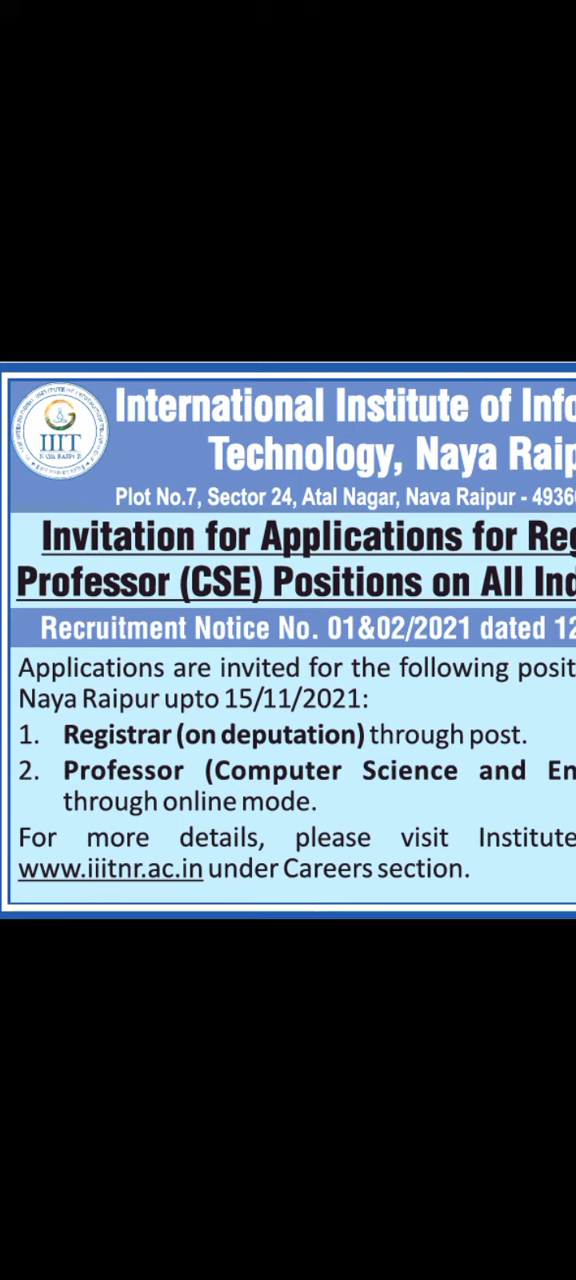 IIIT
NAYA RAIPUR
International Institute of Info
Technology, Naya Raip
Plot No.7, Sector 24, Atal Nagar, Nava Raipur - 4936
Invitation for Applications for Reg
Professor (CSE) Positions on All Ind
Recruitment Notice No. 01&02/2021 dated 12
Applications are invited for the following posit
Naya Raipur upto 15/11/2021:
1. Registrar (on deputation) through post.
2. Professor (Computer Science and En
through online mode.
For more details, please visit Institute
www.iiitnr.ac.in under Careers section.